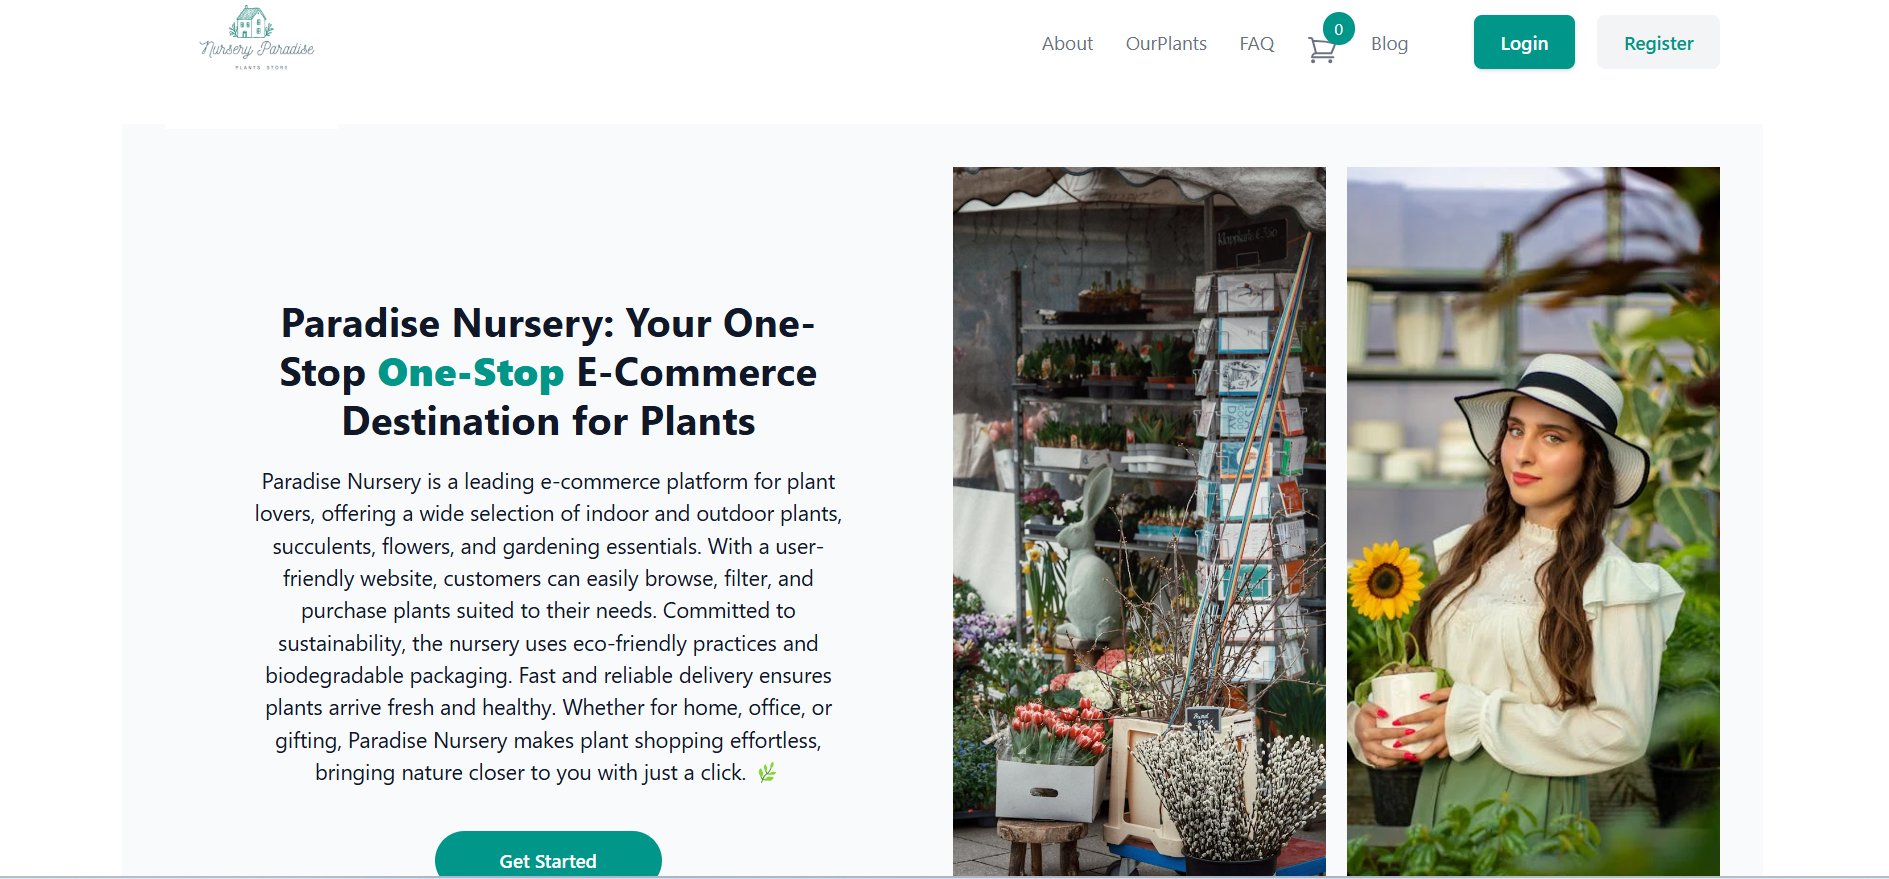 Nursery Paradise
PLANTS STORE
About
OurPlants
FAQ
0
Blog
Login
Register
Paradise Nursery: Your One-
Stop One-Stop E-Commerce
Destination for Plants
Paradise Nursery is a leading e-commerce platform for plant
lovers, offering a wide selection of indoor and outdoor plants,
succulents, flowers, and gardening essentials. With a user-
friendly website, customers can easily browse, filter, and
purchase plants suited to their needs. Committed to
sustainability, the nursery uses eco-friendly practices and
biodegradable packaging. Fast and reliable delivery ensures
plants arrive fresh and healthy. Whether for home, office, or
gifting, Paradise Nursery makes plant shopping effortless,
bringing nature closer to you with just a click. 🌿
Get Started